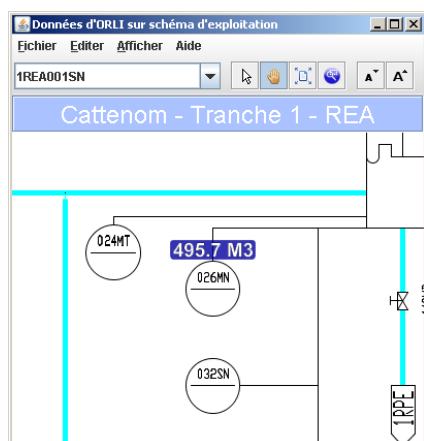 Données d'ORLI sur schéma d'exploitation
Fichier Editer Afficher Aide
1REA001SN
A A
Cattenom - Tranche 1 - REA
024MT
495.7 M3
026MN
032SN
1RPE